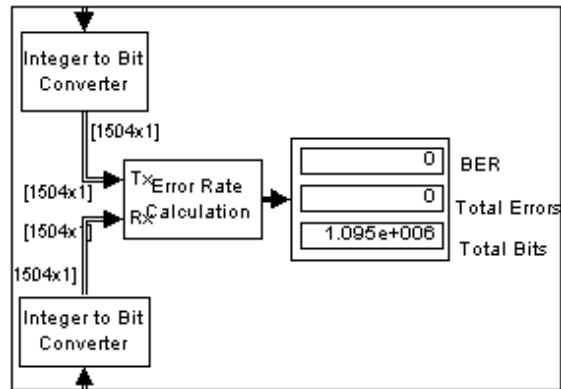 Integer to Bit
Converter
[1504x1]
[1504x1]
Tx
Error Rate
Calculation
Rx
[1504x1]
1504x1]
0
BER
0
Total Errors
1.095e+006
Total Bits
Integer to Bit
Converter